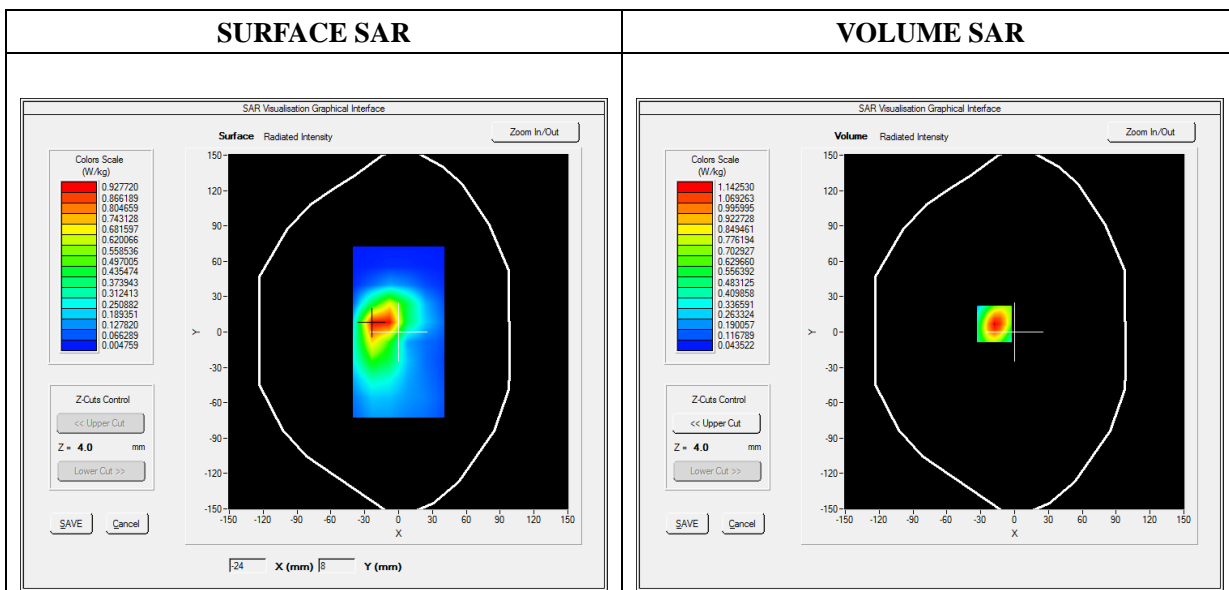 SURFACE SAR
VOLUME SAR
SAR Visualisation Graphical Interface
Surface Radiated Intensity
Zoom In/Out
Colors Scale
(W/kg)
0.927720
0.866189
0.804659
0.743128
0.681597
0.620066
0.558536
0.497005
0.435474
0.373943
0.312413
0.250882
0.189351
0.127820
0.066289
0.004759
Z-Cuts Control
<< Upper Cut
Z = 4.0 mm
Lower Cut >>
SAVE Cancel
150
120
90
60
30
0
-30
-60
-90
-120
-150
Y
-150 -120 -90 -60 -30 0 30 60 90 120 150
X
-24 X (mm) 8 Y (mm)
SAR Visualisation Graphical Interface
Volume Radiated Intensity
Zoom In/Out
Colors Scale
(W/kg)
1.142530
1.069263
0.995995
0.922728
0.849461
0.776194
0.702927
0.629660
0.556392
0.483125
0.409858
0.336591
0.263324
0.190057
0.116789
0.043522
Z-Cuts Control
<< Upper Cut
Z = 4.0 mm
Lower Cut >>
SAVE Cancel
150
120
90
60
30
0
-30
-60
-90
-120
-150
Y
-150 -120 -90 -60 -30 0 30 60 90 120 150
X